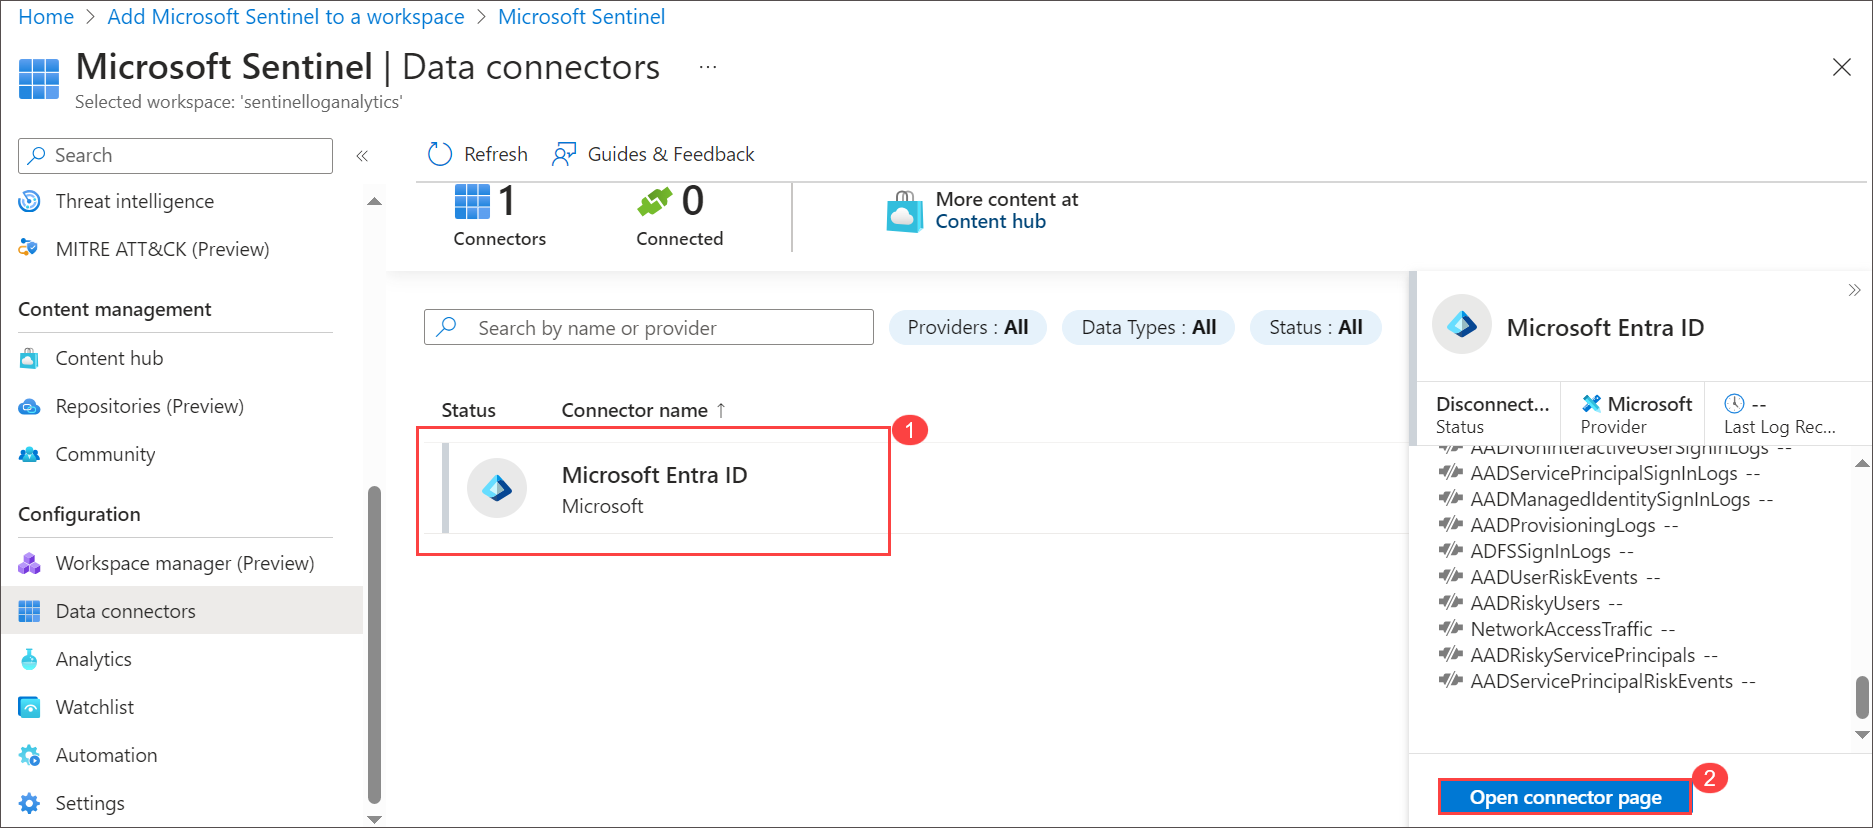 Home > Add Microsoft Sentinel to a workspace > Microsoft Sentinel
Microsoft Sentinel | Data connectors ...
Selected workspace: 'sentinelloganalytics'
Search
«
Threat intelligence
MITRE ATT&CK (Preview)
Content management
Content hub
Repositories (Preview)
Community
Configuration
Workspace manager (Preview)
Data connectors
Analytics
Watchlist
Automation
Settings
Refresh
Guides & Feedback
1
Connectors
0
Connected
More content at
Content hub
Search by name or provider
Providers : All
Data Types : All
Status : All
Status
Connector name ↑
1
Microsoft Entra ID
Microsoft
»
Microsoft Entra ID
Disconnect...
Status
Microsoft
Provider
--
Last Log Rec...
AADNonInteractiveUserSignInLogs --
AADServicePrincipalSignInLogs --
AADManagedIdentitySignInLogs --
AADProvisioningLogs --
ADFSSignInLogs --
AADUserRiskEvents --
AADRiskyUsers --
NetworkAccessTraffic --
AADRiskyServicePrincipals --
AADServicePrincipalRiskEvents --
2
Open connector page